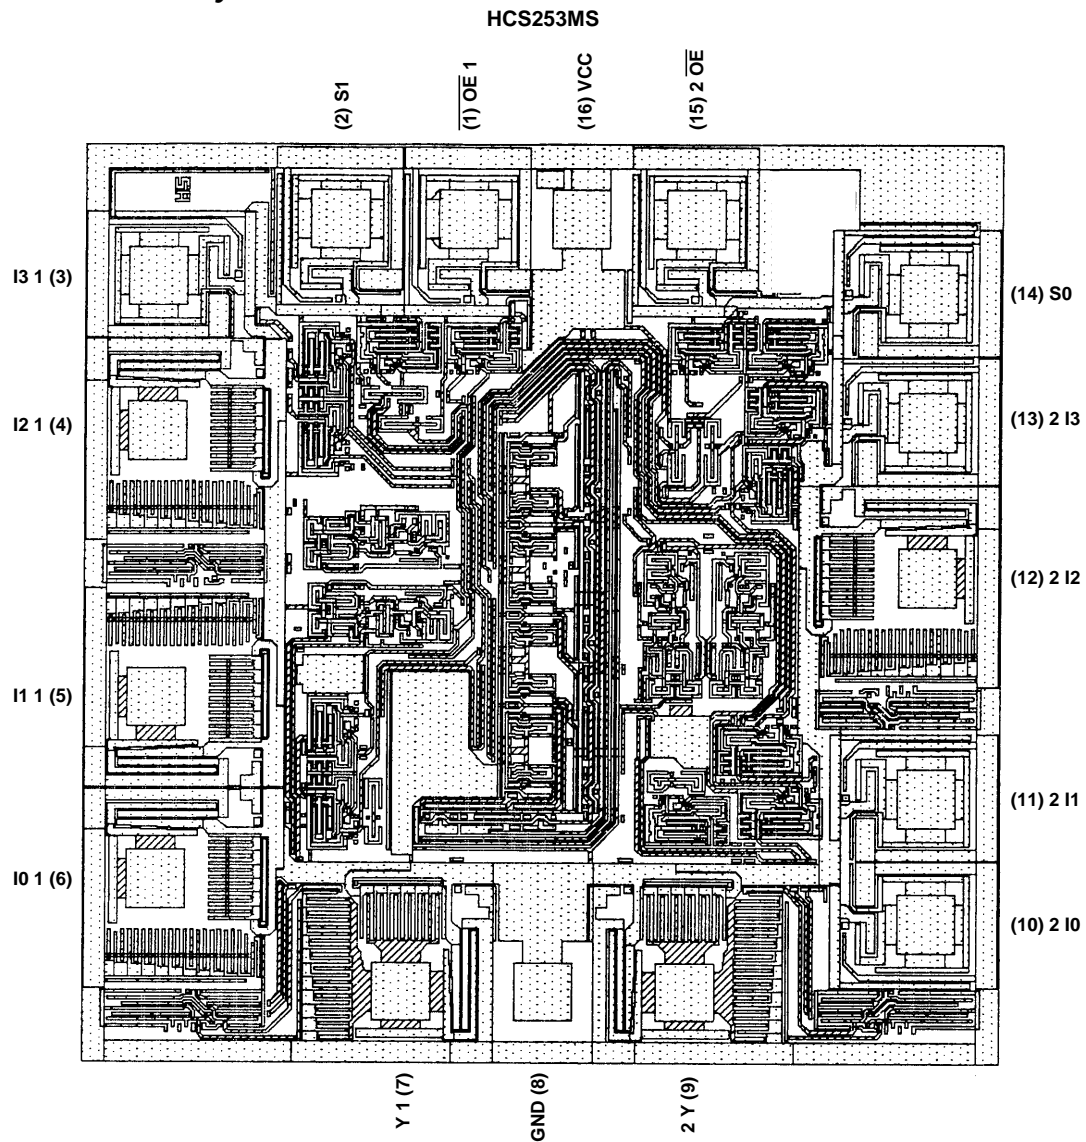 HCS253MS
(2) S1
(1) OE 1
(16) VCC
(15) 2 OE
I3 1 (3)
(14) S0
I2 1 (4)
(13) 2 I3
(12) 2 I2
I1 1 (5)
(11) 2 I1
I0 1 (6)
(10) 2 I0
Y 1 (7)
GND (8)
2 Y (9)